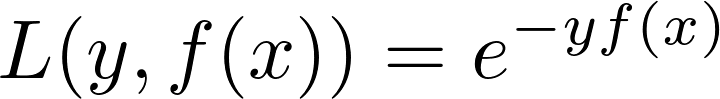 L(y, f(x)) = e^{-yf(x)}